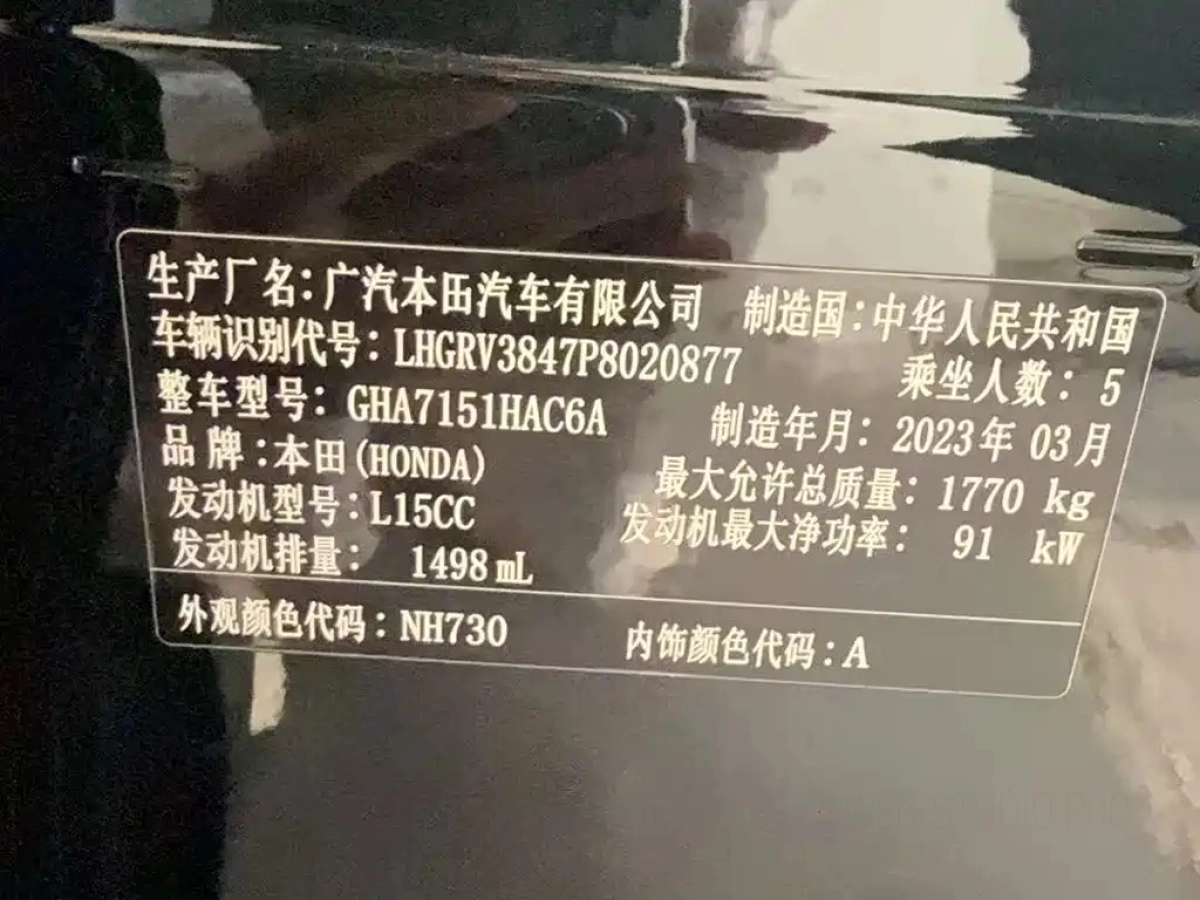 生产厂名：广汽本田汽车有限公司 制造国：中华人民共和国
车辆识别代号：LHGRV3847P8020877 乘坐人数：5
整车型号：GHA7151HAC6A 制造年月：2023年 03月
品 牌：本田(HONDA) 最大允许总质量：1770 kg
发动机型号：L15CC 发动机最大净功率： 91 kW
发动机排量： 1498 mL
外观颜色代码：NH730 内饰颜色代码：A